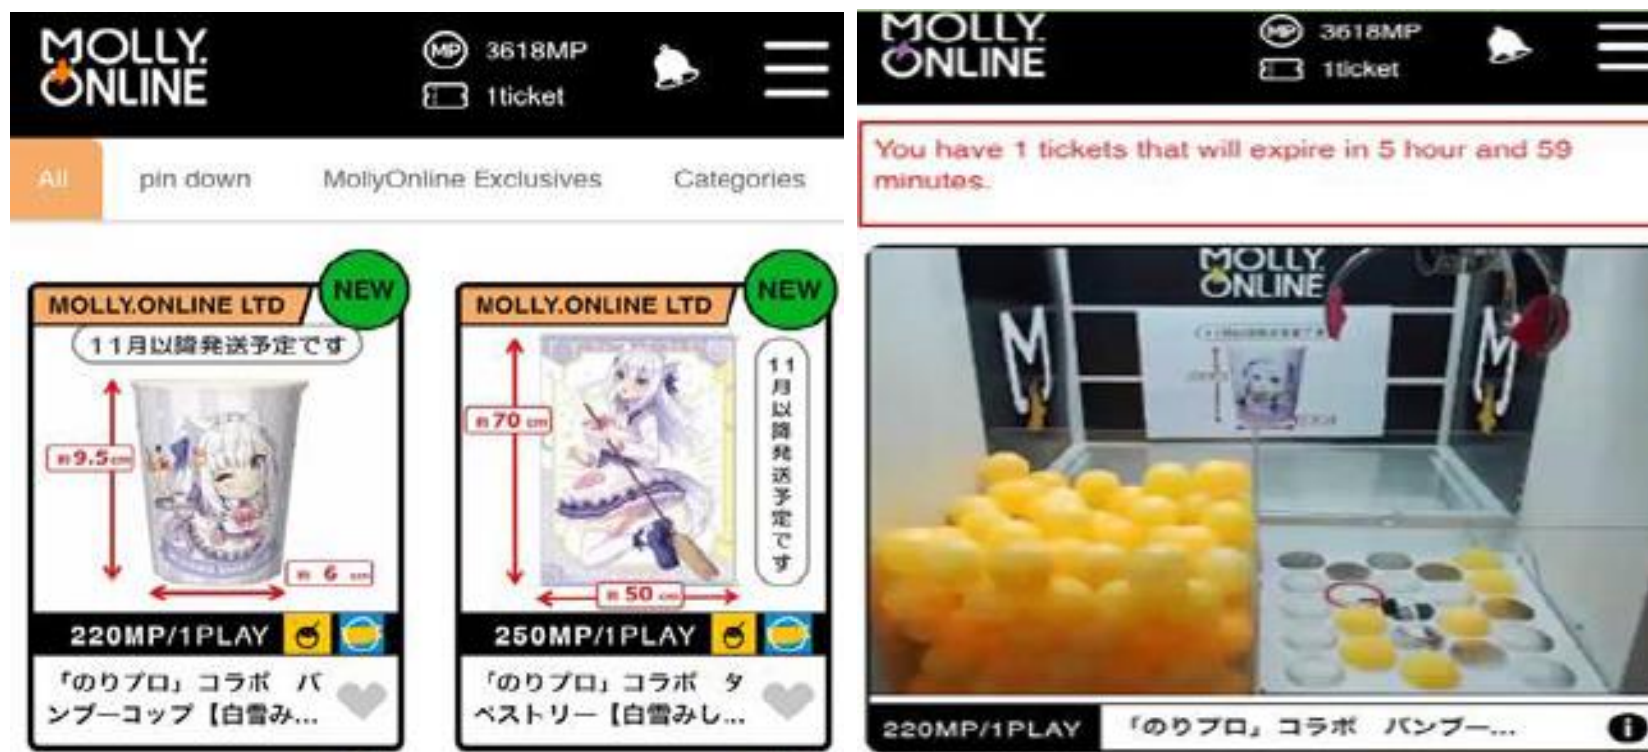 MOLLY.
ONLINE
MP 3618MP
1ticket
All pin down MollyOnline Exclusives Categories
MOLLY.ONLINE LTD NEW
11月以降発送予定です
約9.5cm
約 6 cm
220MP/1PLAY
「のりプロ」コラボ バ
ンブーコップ【白雪み...
MOLLY.ONLINE LTD NEW
11月以降発送予定です
約70cm
約50cm
250MP/1PLAY
「のりプロ」コラボ タ
ペストリー【白雪みし...
MOLLY.
ONLINE
MP 3618MP
1ticket
You have 1 tickets that will expire in 5 hour and 59
minutes.
MOLLY.
ONLINE
M M
220MP/1PLAY 「のりプロ」コラボ バンブー... i